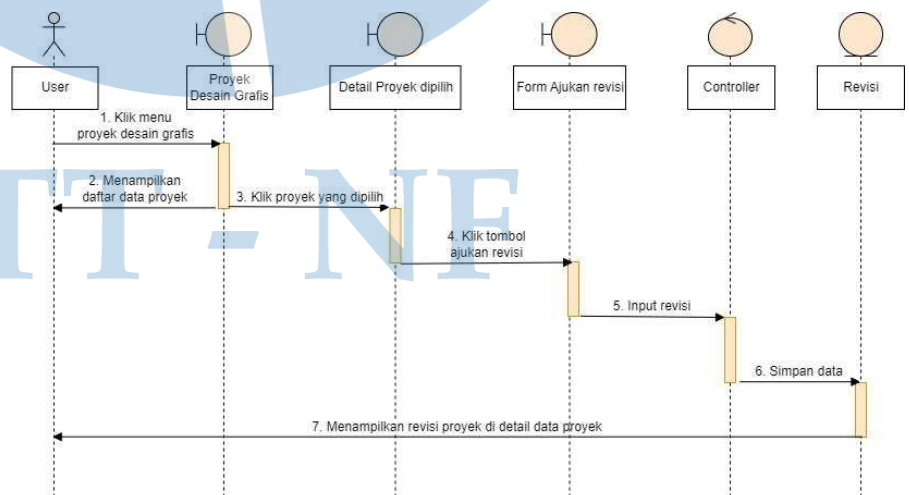 User
Proyek
Desain Grafis
Detail Proyek dipilih
Form Ajukan revisi
Controller
Revisi
1. Klik menu
proyek desain grafis
2. Menampilkan
daftar data proyek
3. Klik proyek yang dipilih
4. Klik tombol
ajukan revisi
5. Input revisi
6. Simpan data
7. Menampilkan revisi proyek di detail data proyek
TT - NF